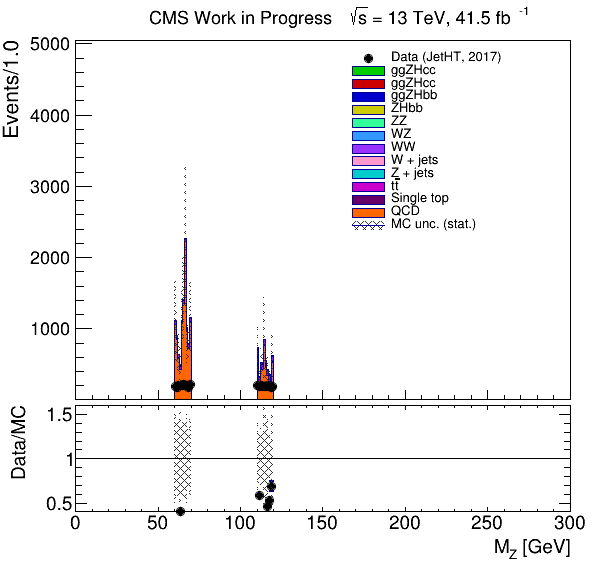 CMS Work in Progress √s = 13 TeV, 41.5 fb⁻¹
Events/1.0
5000
4000
3000
2000
1000
Data (JetHT, 2017)
ggZHcc
ggZHcc
ggZHbb
ZHbb
ZZ
WZ
WW
W + jets
Z + jets
tt̅
Single top
QCD
MC unc. (stat.)
Data/MC
1.5
1
0.5
0 50 100 150 200 250 300
M_Z [GeV]